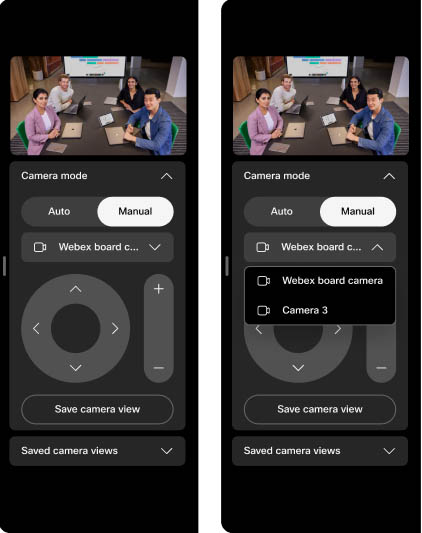 Camera mode
Auto
Manual
Webex board c...
Save camera view
Saved camera views
Camera mode
Auto
Manual
Webex board c...
Webex board camera
Camera 3
Save camera view
Saved camera views